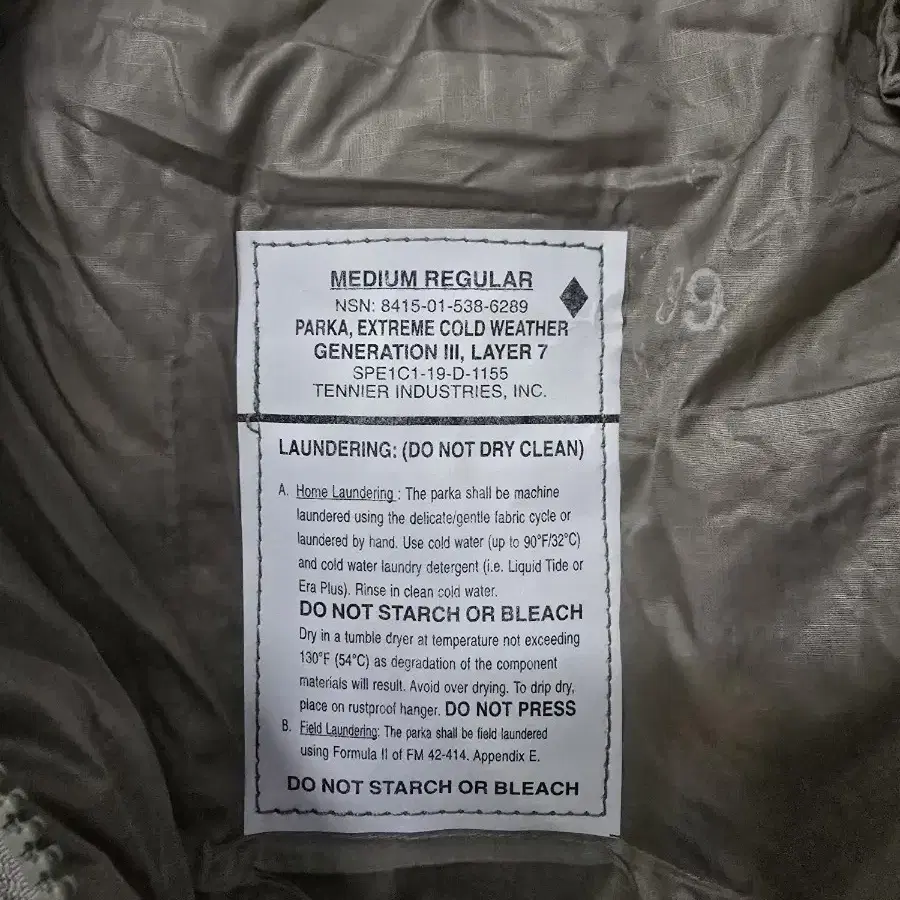 MEDIUM REGULAR
NSN: 8415-01-538-6289
PARKA, EXTREME COLD WEATHER
GENERATION III, LAYER 7
SPE1C1-19-D-1155
TENNIER INDUSTRIES, INC.
LAUNDERING: (DO NOT DRY CLEAN)
A. Home Laundering : The parka shall be machine
laundered using the delicate/gentle fabric cycle or
laundered by hand. Use cold water (up to 90°F/32°C)
and cold water laundry detergent (i.e. Liquid Tide or
Era Plus). Rinse in clean cold water.
DO NOT STARCH OR BLEACH
Dry in a tumble dryer at temperature not exceeding
130°F (54°C) as degradation of the component
materials will result. Avoid over drying. To drip dry,
place on rustproof hanger. DO NOT PRESS
B. Field Laundering: The parka shall be field laundered
using Formula II of FM 42-414. Appendix E.
DO NOT STARCH OR BLEACH